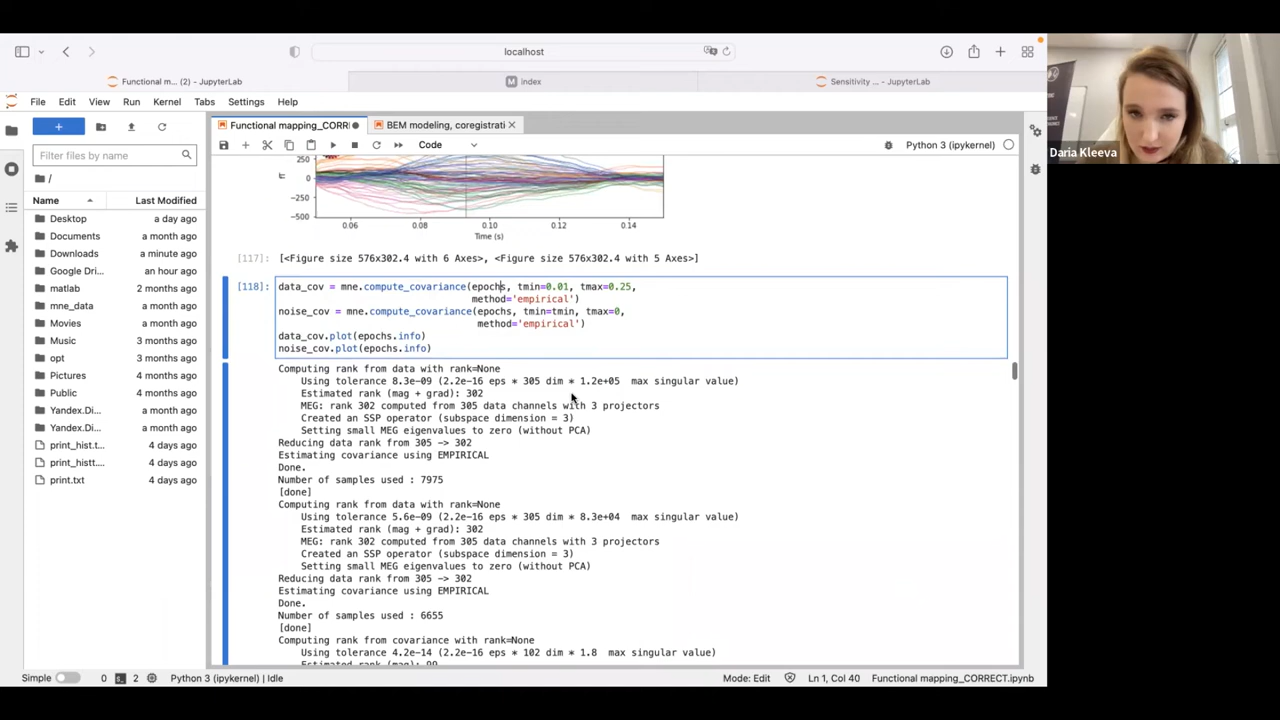 localhost
Functional m... (2) - JupyterLab
index
Sensitivity ... - JupyterLab
File Edit View Run Kernel Tabs Settings Help
Functional mapping_CORR
BEM modeling, coregistrati
Code
Python 3 (ipykernel)
Filter files by name
/
Name
Last Modified
Desktop a day ago
Documents a month ago
Downloads a minute ago
Google Dri... an hour ago
matlab 2 months ago
mne_data a month ago
Movies a month ago
Music 3 months ago
opt a month ago
Pictures 4 months ago
Public 4 months ago
Yandex.Di... a month ago
Yandex.Di... a month ago
print_hist.t... 4 days ago
print_histt.... 4 days ago
print.txt 4 days ago
250
0
-250
-500
fT
0.06 0.08 0.10 0.12 0.14
Time (s)
[117]: [<Figure size 576x302.4 with 6 Axes>, <Figure size 576x302.4 with 5 Axes>]
[118]: data_cov = mne.compute_covariance(epochs, tmin=0.01, tmax=0.25,
method='empirical')
noise_cov = mne.compute_covariance(epochs, tmin=tmin, tmax=0,
method='empirical')
data_cov.plot(epochs.info)
noise_cov.plot(epochs.info)
Computing rank from data with rank=None
Using tolerance 8.3e-09 (2.2e-16 eps * 305 dim * 1.2e+05  max singular value)
Estimated rank (mag + grad): 302
MEG: rank 302 computed from 305 data channels with 3 projectors
Created an SSP operator (subspace dimension = 3)
Setting small MEG eigenvalues to zero (without PCA)
Reducing data rank from 305 -> 302
Estimating covariance using EMPIRICAL
Done.
Number of samples used : 7975
[done]
Computing rank from data with rank=None
Using tolerance 5.6e-09 (2.2e-16 eps * 305 dim * 8.3e+04  max singular value)
Estimated rank (mag + grad): 302
MEG: rank 302 computed from 305 data channels with 3 projectors
Created an SSP operator (subspace dimension = 3)
Setting small MEG eigenvalues to zero (without PCA)
Reducing data rank from 305 -> 302
Estimating covariance using EMPIRICAL
Done.
Number of samples used : 6655
[done]
Computing rank from covariance with rank=None
Using tolerance 4.2e-14 (2.2e-16 eps * 102 dim * 1.8  max singular value)
Estimated rank (mag): 99
Simple 0 2 Python 3 (ipykernel) | Idle
Mode: Edit Ln 1, Col 40 Functional mapping_CORRECT.ipynb
Daria Kleeva